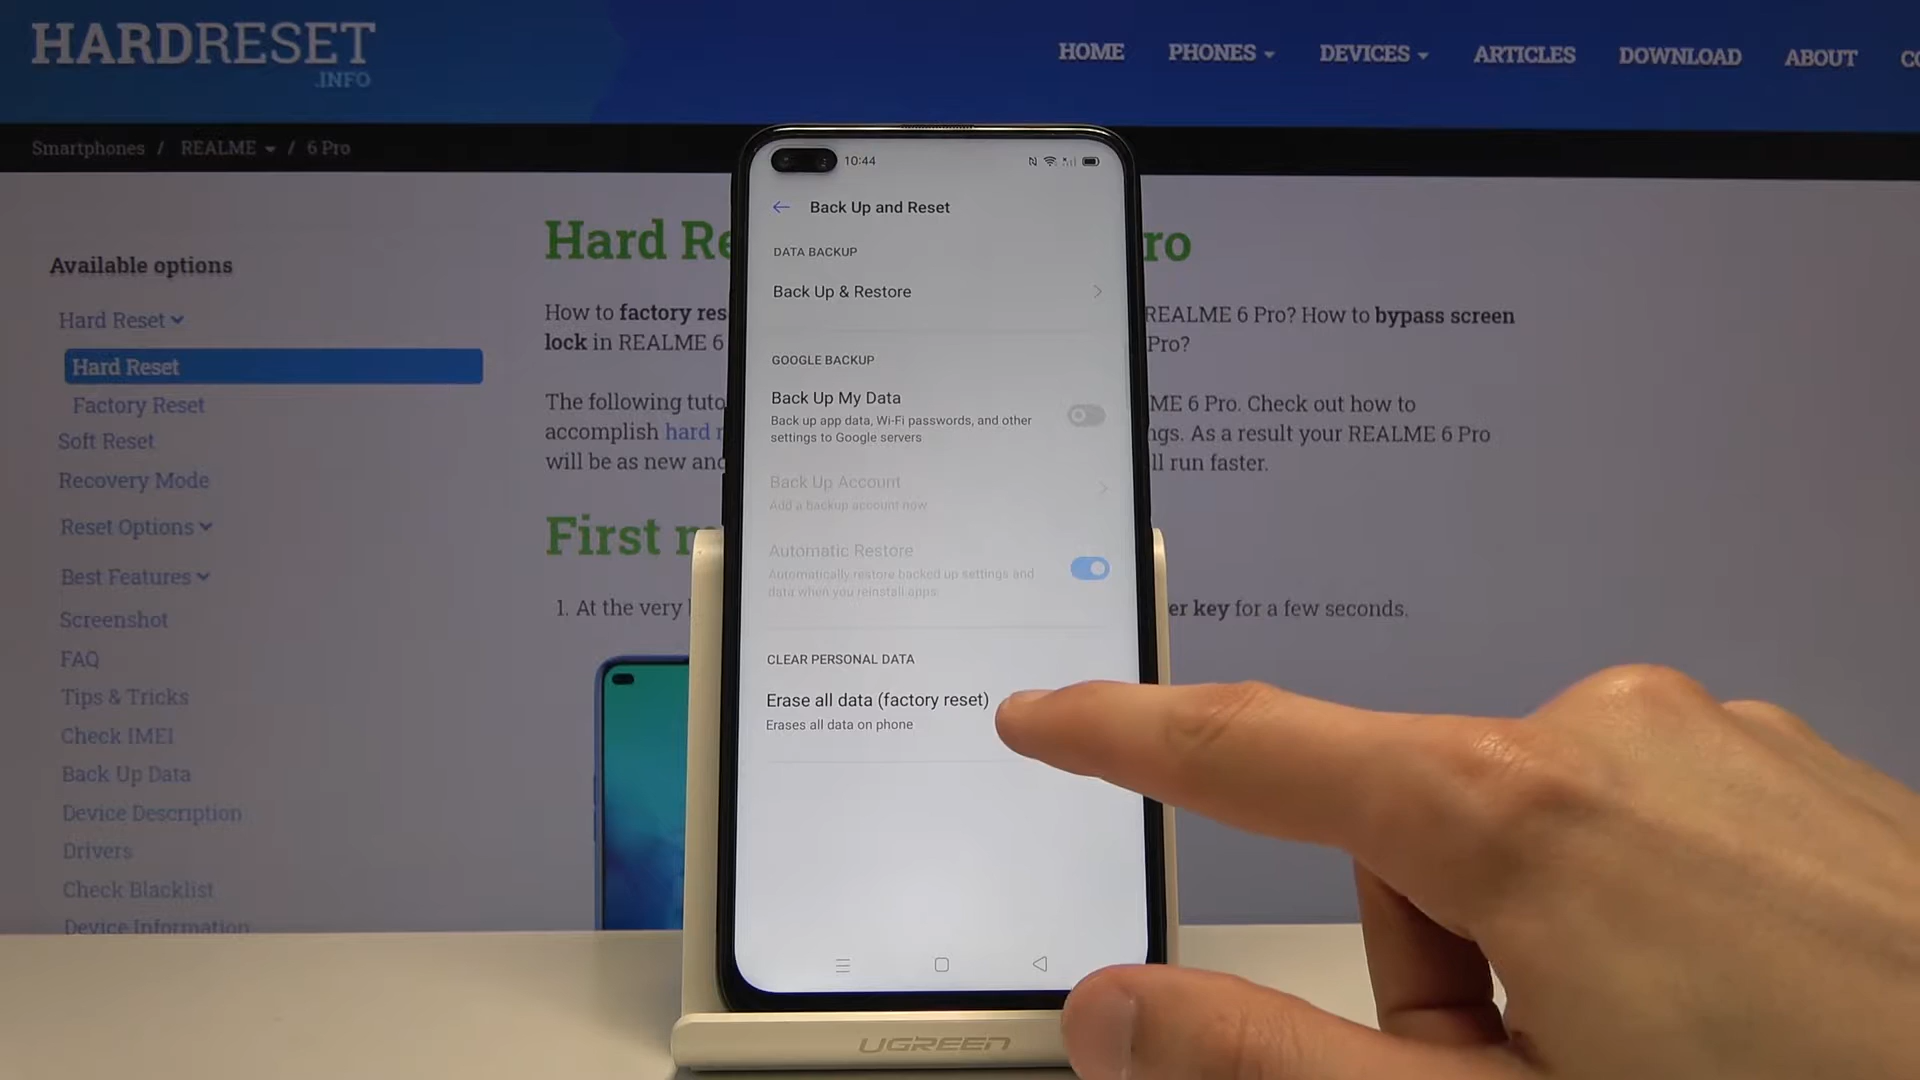 HARDRESET
.INFO
HOME PHONES DEVICES ARTICLES DOWNLOAD ABOUT
Smartphones / REALME / 6 Pro
Available options
Hard Reset
Hard Reset
Factory Reset
Soft Reset
Recovery Mode
Reset Options
Best Features
Screenshot
FAQ
Tips & Tricks
Check IMEI
Back Up Data
Device Description
Drivers
Check Blacklist
Device Information
Hard Re
ro
How to factory res
REALME 6 Pro? How to bypass screen
lock in REALME 6
Pro?
The following tuto
ME 6 Pro. Check out how to
accomplish hard r
ngs. As a result your REALME 6 Pro
will be as new and
ll run faster.
First
1. At the very
er key for a few seconds.
10:44
Back Up and Reset
DATA BACKUP
Back Up & Restore
GOOGLE BACKUP
Back Up My Data
Back up app data, Wi-Fi passwords, and other
settings to Google servers
Back Up Account
Add a backup account now
Automatic Restore
Automatically restore backed up settings and
data when you reinstall apps.
CLEAR PERSONAL DATA
Erase all data (factory reset)
Erases all data on phone
UGREEN